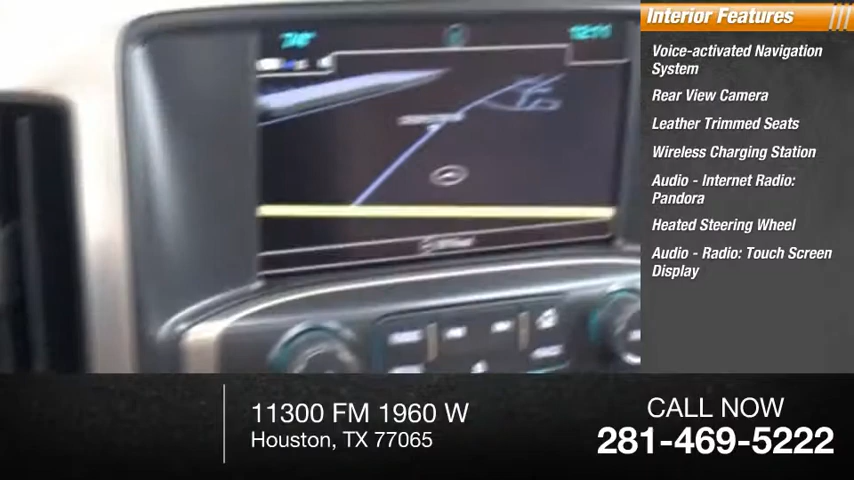 Interior Features
Voice-activated Navigation
System
Rear View Camera
Leather Trimmed Seats
Wireless Charging Station
Audio - Internet Radio:
Pandora
Heated Steering Wheel
Audio - Radio: Touch Screen
Display
11300 FM 1960 W
Houston, TX 77065
CALL NOW
281-469-5222